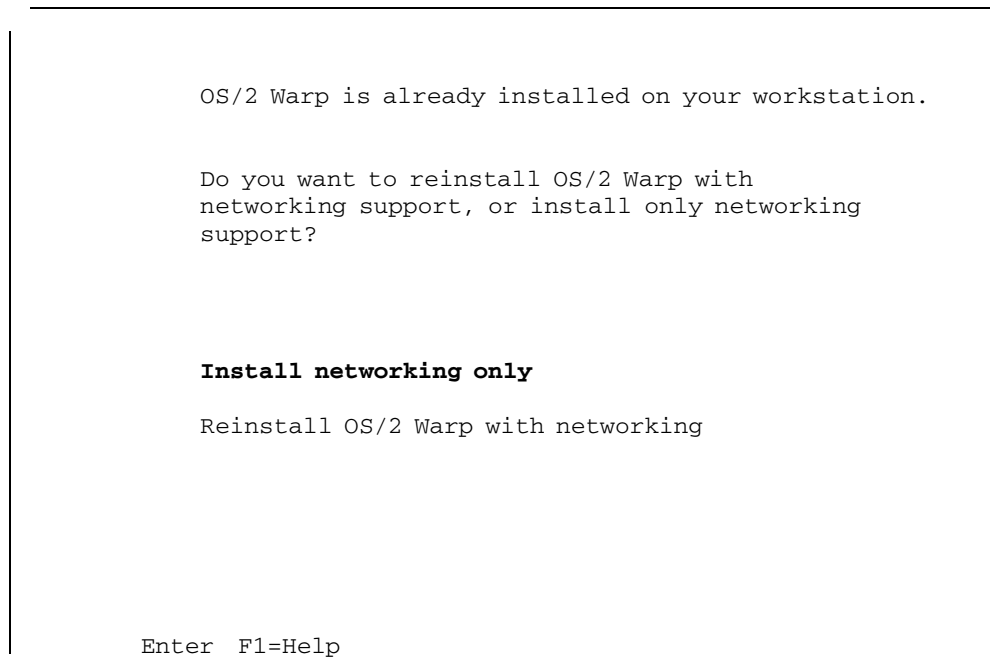 OS/2 Warp is already installed on your workstation.
Do you want to reinstall OS/2 Warp with
networking support, or install only networking
support?
Install networking only
Reinstall OS/2 Warp with networking
Enter F1=Help